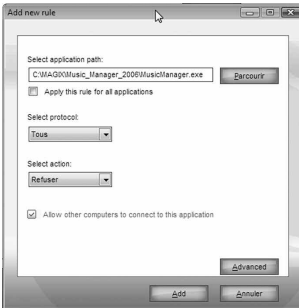 Add new rule
Select application path:
C:\MAGIX\Music_Manager_2006\MusicManager.exe
Parcourir
Apply this rule for all applications
Select protocol:
Tous
Select action:
Refuser
Allow other computers to connect to this application
Advanced
Add
Annuler